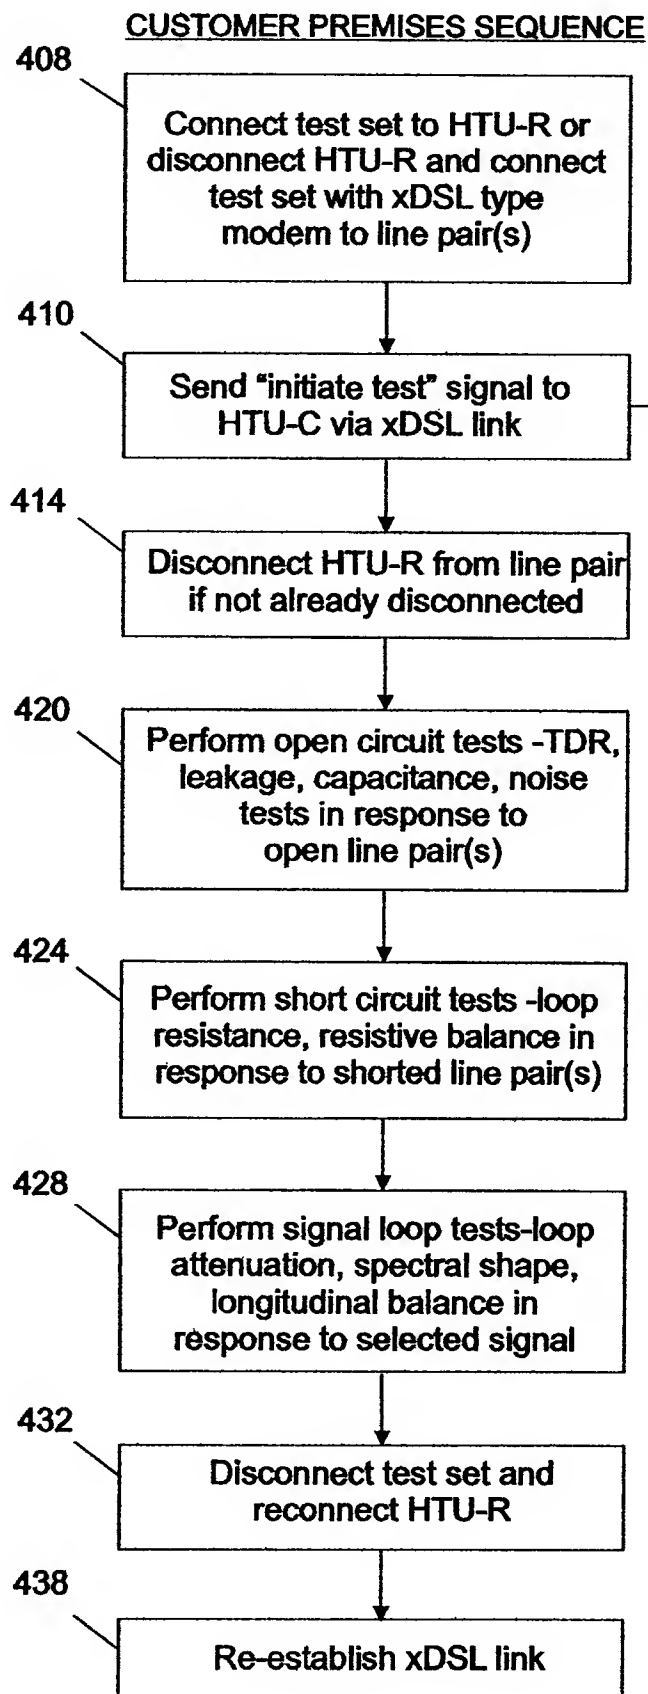 CUSTOMER PREMISES SEQUENCE
408
Connect test set to HTU-R or
disconnect HTU-R and connect
test set with xDSL type
modem to line pair(s)
410
Send "initiate test" signal to
HTU-C via xDSL link
414
Disconnect HTU-R from line pair
if not already disconnected
420
Perform open circuit tests -TDR,
leakage, capacitance, noise
tests in response to
open line pair(s)
424
Perform short circuit tests -loop
resistance, resistive balance in
response to shorted line pair(s)
428
Perform signal loop tests-loop
attenuation, spectral shape,
longitudinal balance in
response to selected signal
432
Disconnect test set and
reconnect HTU-R
438
Re-establish xDSL link